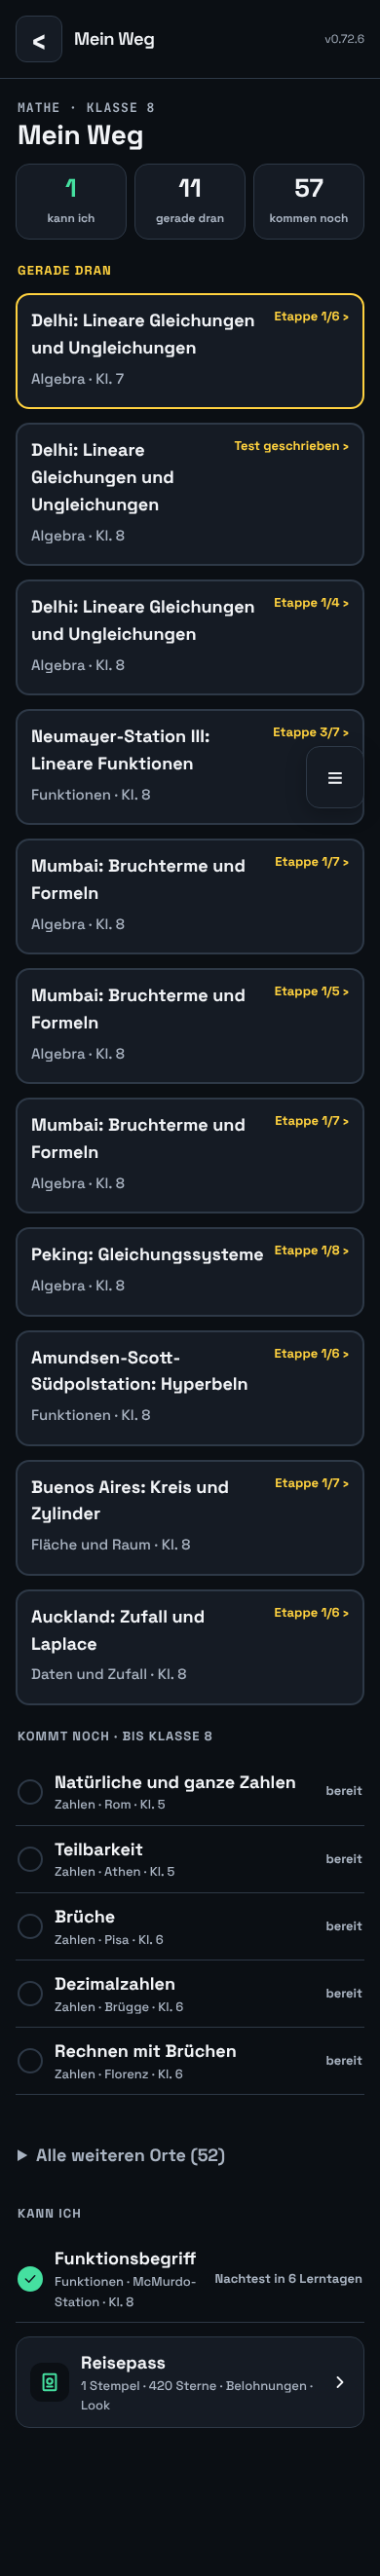 Mein Weg
v0.72.6
MATHE · KLASSE 8
Mein Weg
1
kann ich
11
gerade dran
57
kommen noch
GERADE DRAN
Delhi: Lineare Gleichungen
und Ungleichungen
Etappe 1/6 ›
Algebra · Kl. 7
Delhi: Lineare
Gleichungen und
Ungleichungen
Test geschrieben ›
Algebra · Kl. 8
Delhi: Lineare Gleichungen
und Ungleichungen
Etappe 1/4 ›
Algebra · Kl. 8
Neumayer-Station III:
Lineare Funktionen
Etappe 3/7 ›
Funktionen · Kl. 8
Mumbai: Bruchterme und
Formeln
Etappe 1/7 ›
Algebra · Kl. 8
Mumbai: Bruchterme und
Formeln
Etappe 1/5 ›
Algebra · Kl. 8
Mumbai: Bruchterme und
Formeln
Etappe 1/7 ›
Algebra · Kl. 8
Peking: Gleichungssysteme
Etappe 1/8 ›
Algebra · Kl. 8
Amundsen-Scott-
Südpolstation: Hyperbeln
Etappe 1/6 ›
Funktionen · Kl. 8
Buenos Aires: Kreis und
Zylinder
Etappe 1/7 ›
Fläche und Raum · Kl. 8
Auckland: Zufall und
Laplace
Etappe 1/6 ›
Daten und Zufall · Kl. 8
KOMMT NOCH · BIS KLASSE 8
Natürliche und ganze Zahlen
Zahlen · Rom · Kl. 5
bereit
Teilbarkeit
Zahlen · Athen · Kl. 5
bereit
Brüche
Zahlen · Pisa · Kl. 6
bereit
Dezimalzahlen
Zahlen · Brügge · Kl. 6
bereit
Rechnen mit Brüchen
Zahlen · Florenz · Kl. 6
bereit
Alle weiteren Orte (52)
KANN ICH
Funktionsbegriff
Funktionen · McMurdo-
Station · Kl. 8
Nachtest in 6 Lerntagen
Reisepass
1 Stempel · 420 Sterne · Belohnungen ·
Look